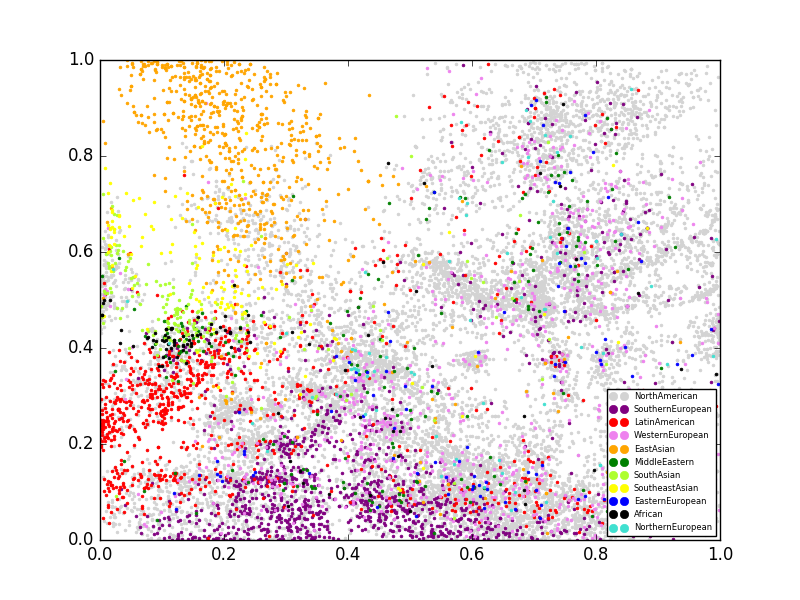 1.0
0.8
0.6
0.4
0.2
0.0
0.0 0.2 0.4 0.6 0.8 1.0
NorthAmerican
SouthernEuropean
LatinAmerican
WesternEuropean
EastAsian
MiddleEastern
SouthAsian
SoutheastAsian
EasternEuropean
African
NorthernEuropean